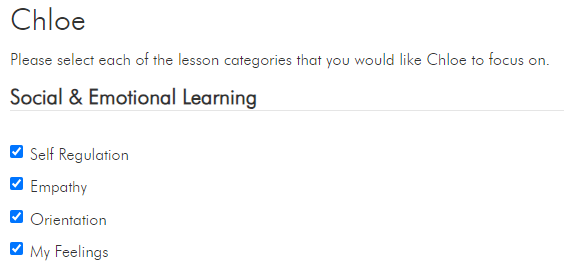 Chloe
Please select each of the lesson categories that you would like Chloe to focus on.
Social & Emotional Learning
Self Regulation
Empathy
Orientation
My Feelings